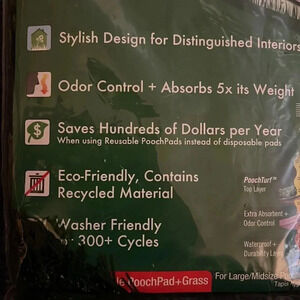 Stylish Design for Distinguished Interiors
Odor Control + Absorbs 5x its Weight
Saves Hundreds of Dollars per Year
When using Reusable PoochPads instead of disposable pads
Eco-Friendly, Contains
Recycled Material
PoochTurf™
Top Layer
Washer Friendly
300+ Cycles
Extra Absorbent +
Odor Control
Waterproof +
Durability
PoochPad+Grass
For Large/Midsize